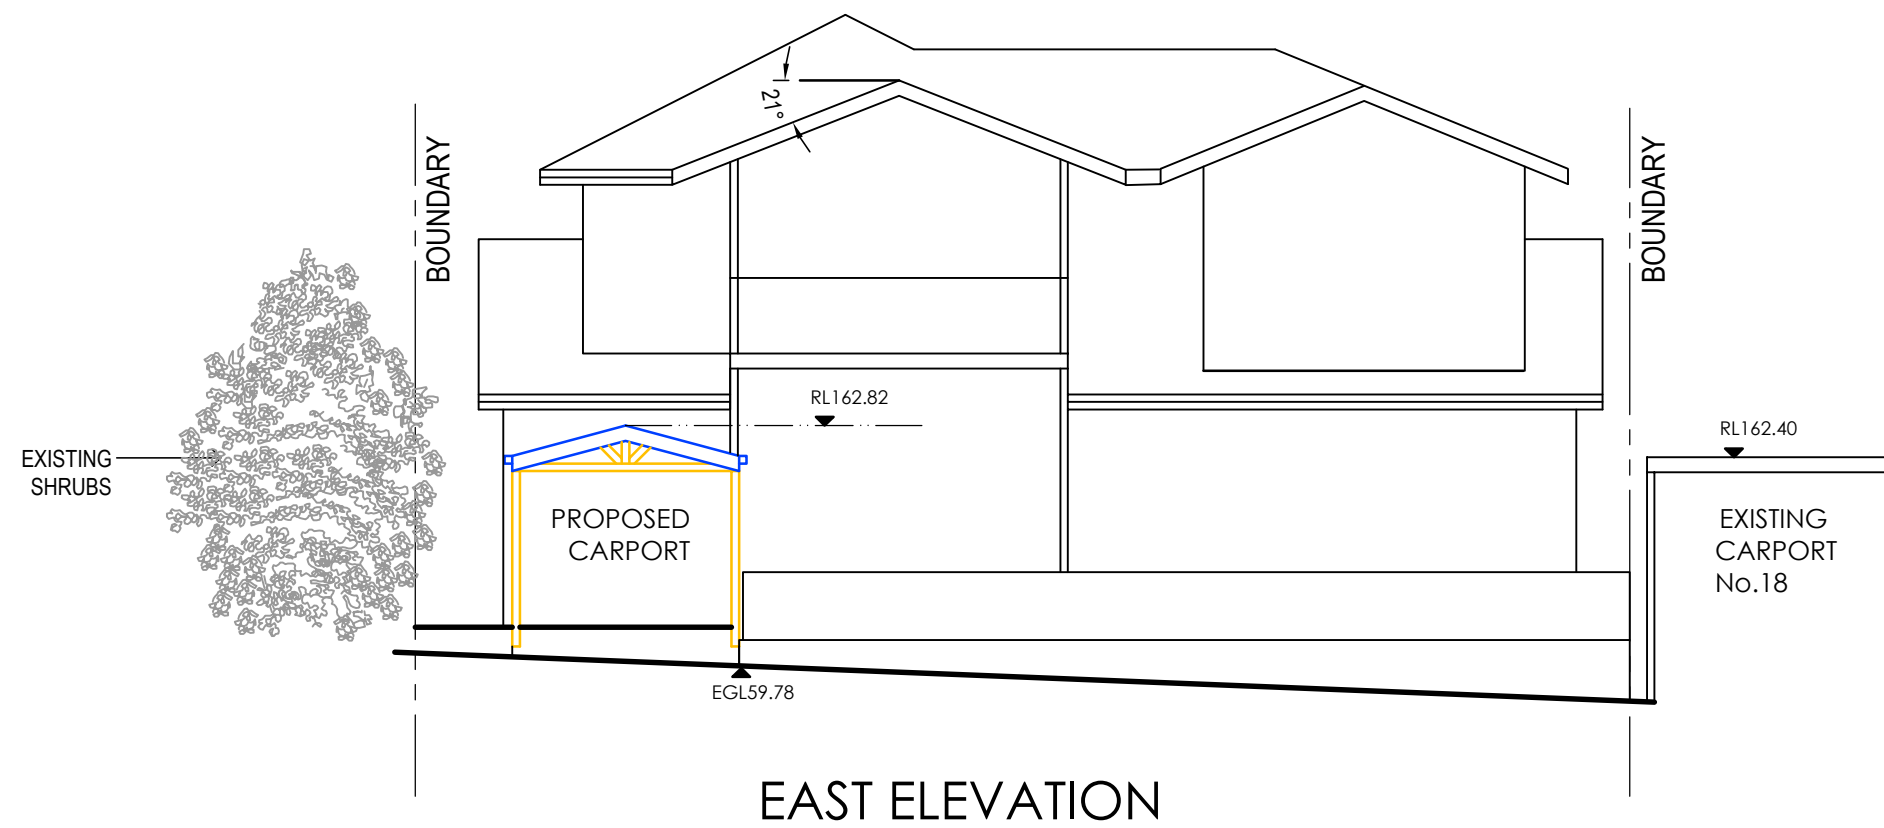 21°
BOUNDARY
BOUNDARY
RL162.82
RL162.40
EXISTING
SHRUBS
PROPOSED
CARPORT
EXISTING
CARPORT
No.18
EGL59.78
EAST ELEVATION